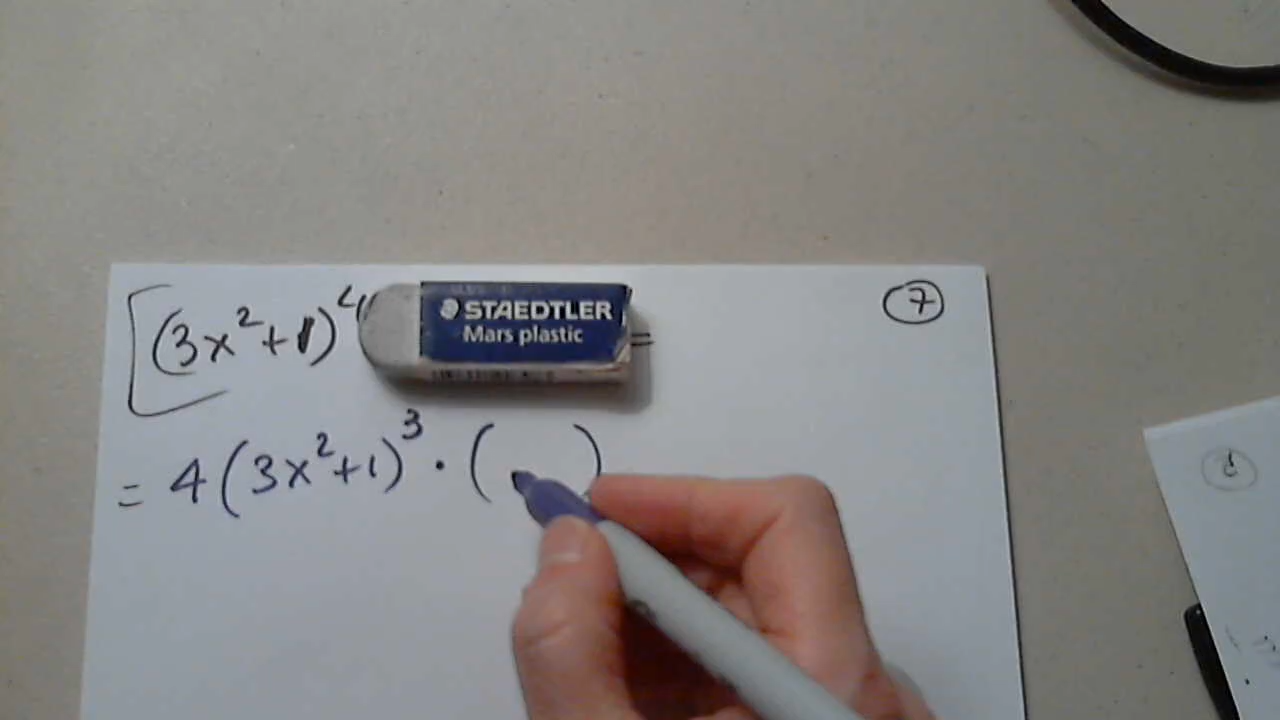 [(3x²+1)⁴ =
⑦
STAEDTLER
Mars plastic
= 4(3x²+1)³ · ( )